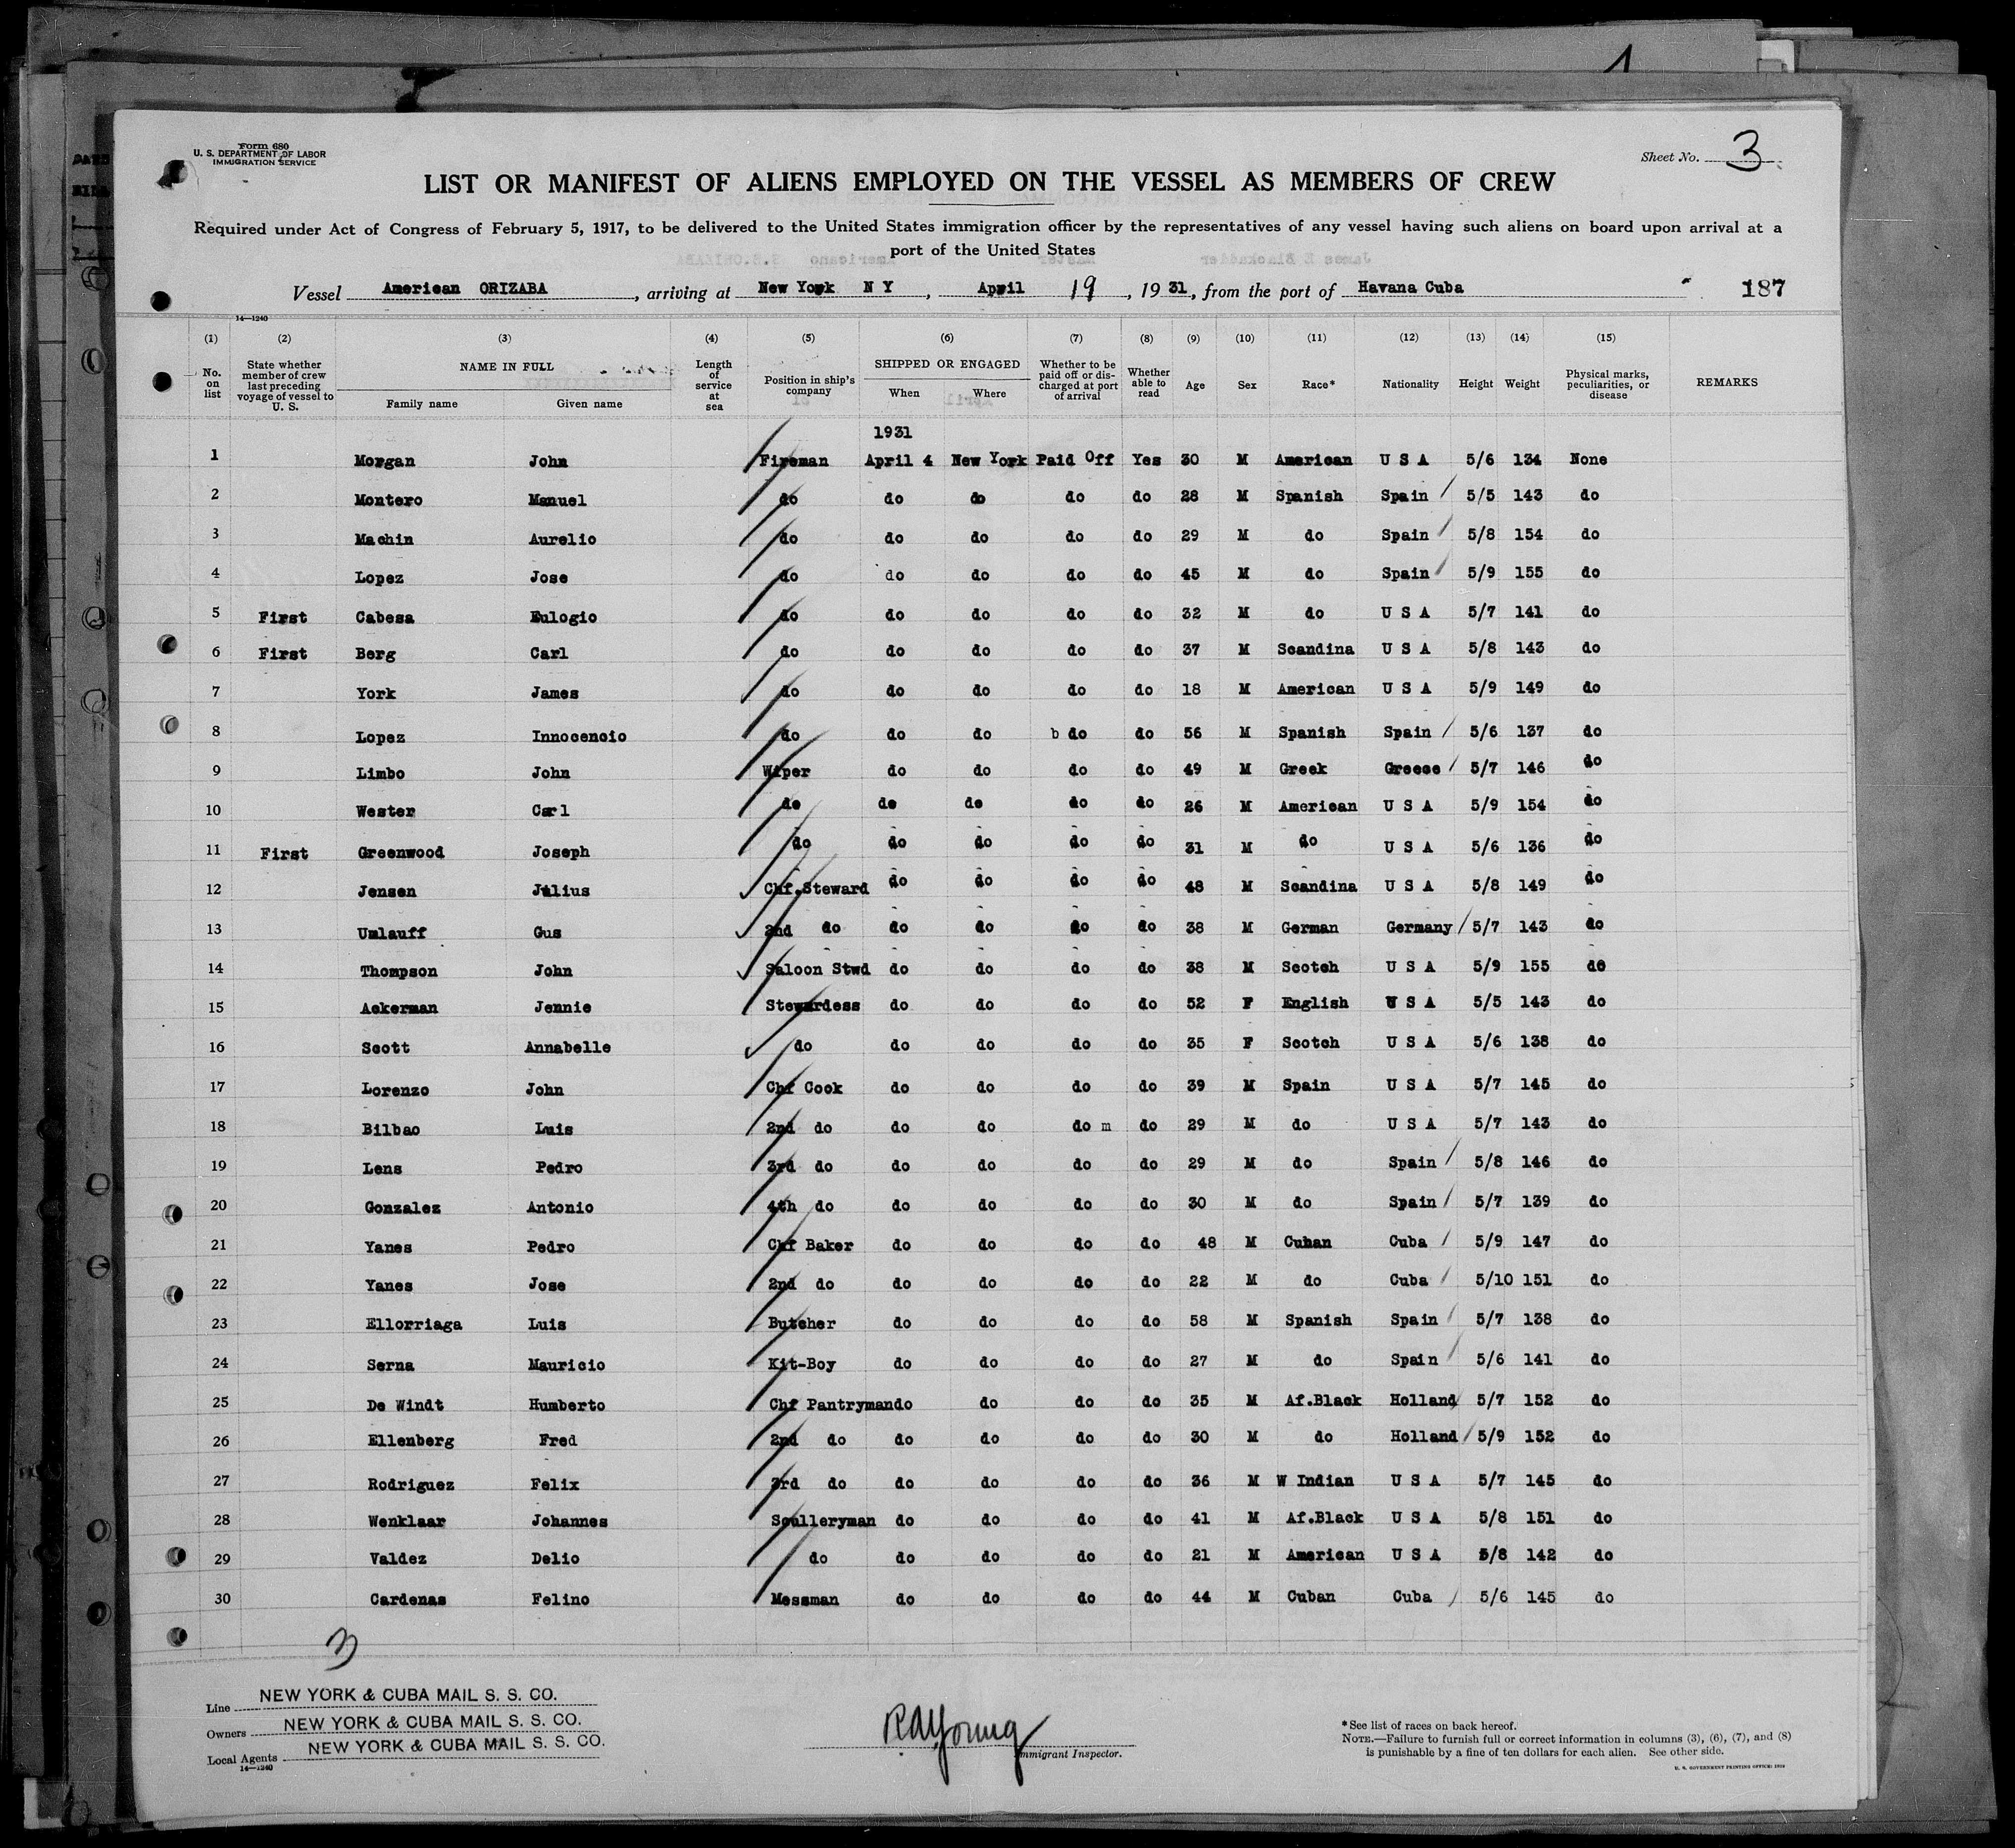 Form 680
U. S. DEPARTMENT OF LABOR
IMMIGRATION SERVICE
Sheet No. 3
LIST OR MANIFEST OF ALIENS EMPLOYED ON THE VESSEL AS MEMBERS OF CREW
Required under Act of Congress of February 5, 1917, to be delivered to the United States immigration officer by the representatives of any vessel having such aliens on board upon arrival at a
port of the United States
Vessel American ORIZABA, arriving at New York N Y, April 19, 1931, from the port of Havana Cuba 187
14—1240
(1) (2) (3) (4) (5) (6) (7) (8) (9) (10) (11) (12) (13) (14) (15)
No. on list State whether member of crew last preceding voyage of vessel to U. S. NAME IN FULL Family name Given name Length of service at sea Position in ship's company SHIPPED OR ENGAGED When Where Whether to be paid off or discharged at port of arrival Whether able to read Age Sex Race* Nationality Height Weight Physical marks, peculiarities, or disease REMARKS
1931
1 Morgan John Fireman April 4 New York Paid Off Yes 30 M American U S A 5/6 134 None
2 Montero Manuel do do do do do 28 M Spanish Spain 5/5 143 do
3 Machin Aurelio do do do do do 29 M do Spain 5/8 154 do
4 Lopez Jose do do do do do 45 M do Spain 5/9 155 do
5 First Cabesa Eulogio do do do do do 32 M do U S A 5/7 141 do
6 First Berg Carl do do do do do 37 M Scandina U S A 5/8 143 do
7 York James do do do do do 18 M American U S A 5/9 149 do
8 Lopez Innocencio do do do b do do 56 M Spanish Spain 5/6 137 do
9 Limbo John Wiper do do do do 49 M Greek Greece 5/7 146 do
10 Wester Carl do do do do do 26 M American U S A 5/9 154 do
11 First Greenwood Joseph do do do do do 31 M do U S A 5/6 136 do
12 Jensen Julius Chf.Steward do do do do 48 M Scandina U S A 5/8 149 do
13 Umlauff Gus 2nd do do do do do 38 M German Germany 5/7 143 do
14 Thompson John Saloon Stwd do do do do 38 M Scotch U S A 5/9 155 do
15 Ackerman Jennie Stewardess do do do do 52 F English U S A 5/5 143 do
16 Scott Annabelle do do do do do 35 F Scotch U S A 5/6 138 do
17 Lorenzo John Chf Cook do do do do 39 M Spain U S A 5/7 145 do
18 Bilbao Luis 2nd do do do do m do 29 M do U S A 5/7 143 do
19 Lens Pedro 3rd do do do do do 29 M do Spain 5/8 146 do
20 Gonzalez Antonio 4th do do do do do 30 M do Spain 5/7 139 do
21 Yanes Pedro Chf Baker do do do do 48 M Cuban Cuba 5/9 147 do
22 Yanes Jose 2nd do do do do do 22 M do Cuba 5/10 151 do
23 Ellorriaga Luis Butcher do do do do 58 M Spanish Spain 5/7 138 do
24 Serna Mauricio Kit-Boy do do do do 27 M do Spain 5/6 141 do
25 De Windt Humberto Chf Pantryman do do do do 35 M Af.Black Holland 5/7 152 do
26 Ellenberg Fred 2nd do do do do do 30 M do Holland 5/9 152 do
27 Rodriguez Felix 3rd do do do do do 36 M W Indian U S A 5/7 145 do
28 Wenklaar Johannes Sculleryman do do do do 41 M Af.Black U S A 5/8 151 do
29 Valdez Delio do do do do do 21 M American U S A 5/8 142 do
30 Cardenas Felino Messman do do do do 44 M Cuban Cuba 5/6 145 do
3
Line NEW YORK & CUBA MAIL S. S. CO.
Owners NEW YORK & CUBA MAIL S. S. CO.
Local Agents NEW YORK & CUBA MAIL S. S. CO.
14—1240
RAYoung
Immigrant Inspector.
*See list of races on back hereof.
NOTE.—Failure to furnish full or correct information in columns (3), (6), (7), and (8)
is punishable by a fine of ten dollars for each alien. See other side.